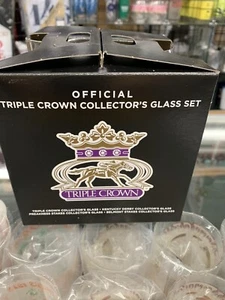 OFFICIAL
TRIPLE CROWN COLLECTOR'S GLASS SET
TRIPLE CROWN
TRIPLE CROWN COLLECTOR'S GLASS • KENTUCKY DERBY COLLECTOR'S GLASS
PREAKNESS STAKES COLLECTOR'S GLASS • BELMONT STAKES COLLECTOR'S GLASS